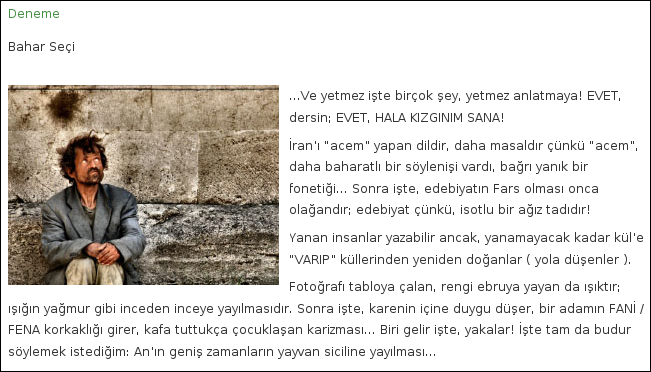 Deneme
Bahar Seçi
...Ve yetmez işte birçok şey, yetmez anlatmaya! EVET,
dersin; EVET, HALA KIZGINIM SANA!
İran'ı "acem" yapan dildir, daha masaldır çünkü "acem",
daha baharatlı bir söylenişi vardı, bağrı yanık bir
fonetiği... Sonra işte, edebiyatın Fars olması onca
olağandır; edebiyat çünkü, isotlu bir ağız tadıdır!
Yanan insanlar yazabilir ancak, yanamayacak kadar kül'e
"VARIP" küllerinden yeniden doğanlar ( yola düşenler ).
Fotoğrafı tabloya çalan, rengi ebruya yayan da ışıktır;
ışığın yağmur gibi inceden inceye yayılmasıdır. Sonra işte, karenin içine duygu düşer, bir adamın FANİ /
FENA korkaklığı girer, kafa tuttukça çocuklaşan karizması... Biri gelir işte, yakalar! İşte tam da budur
söylemek istediğim: An'ın geniş zamanların yayvan siciline yayılması...